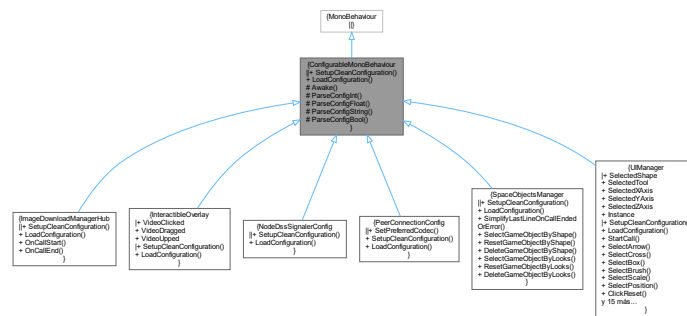 {MonoBehaviour
||}
{ConfigurableMonoBehaviour
||+ SetupCleanConfiguration()
+ LoadConfiguration()
# Awake()
# ParseConfigInt()
# ParseConfigFloat()
# ParseConfigString()
# ParseConfigBool()
}
{ImageDownloadManagerHub
||+ SetupCleanConfiguration()
+ LoadConfiguration()
+ OnCallStart()
+ OnCallEnd()
}
{InteractibleOverlay
|+ VideoClicked
+ VideoDragged
+ VideoUpped
|+ SetupCleanConfiguration()
+ LoadConfiguration()
}
{NodeDssSignalerConfig
||+ SetupCleanConfiguration()
+ LoadConfiguration()
}
{PeerConnectionConfig
||+ SetPreferredCodec()
+ SetupCleanConfiguration()
+ LoadConfiguration()
}
{SpaceObjectsManager
||+ SetupCleanConfiguration()
+ LoadConfiguration()
+ SimplifyLastLineOnCallEnded
OrError()
+ SelectGameObjectByShape()
+ ResetGameObjectByShape()
+ DeleteGameObjectByShape()
+ SelectGameObjectByLooks()
+ ResetGameObjectByLooks()
+ DeleteGameObjectByLooks()
}
{UIManager
|+ SelectedShape
+ SelectedTool
+ SelectedXAxis
+ SelectedYAxis
+ SelectedZAxis
+ Instance
|+ SetupCleanConfiguration()
+ LoadConfiguration()
+ StartCall()
+ SelectArrow()
+ SelectCross()
+ SelectBox()
+ SelectBrush()
+ SelectScale()
+ SelectPosition()
+ ClickReset()
y 15 más...
}